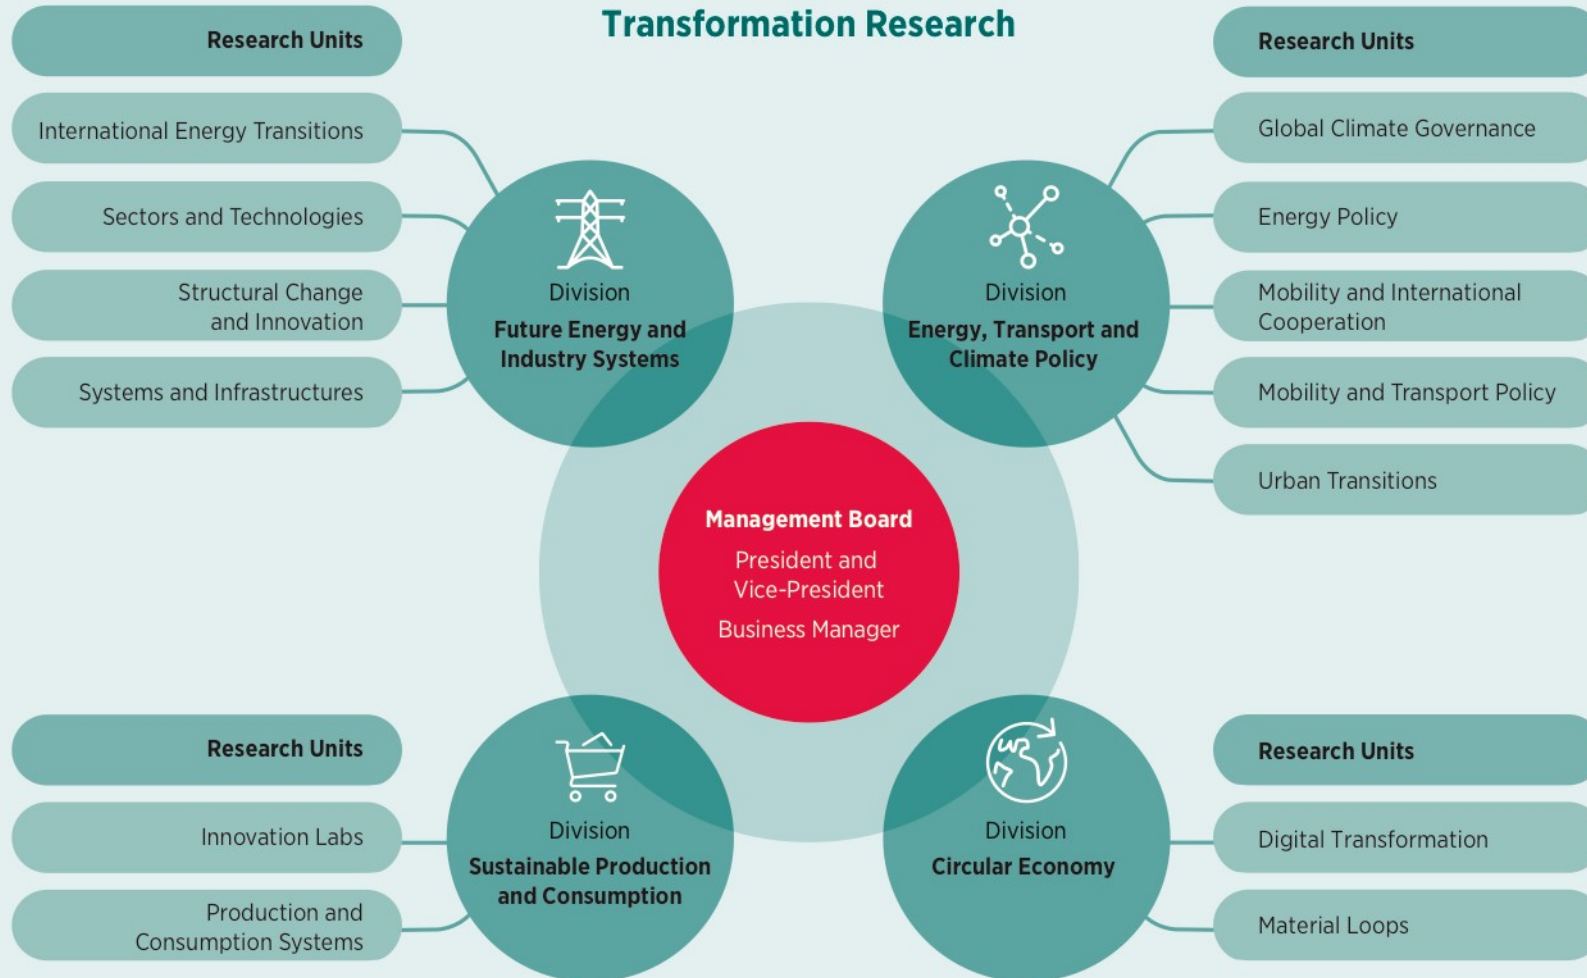 Transformation Research
Research Units
International Energy Transitions
Sectors and Technologies
Structural Change
and Innovation
Systems and Infrastructures
Division
Future Energy and
Industry Systems
Division
Energy, Transport and
Climate Policy
Research Units
Global Climate Governance
Energy Policy
Mobility and International
Cooperation
Mobility and Transport Policy
Urban Transitions
Management Board
President and
Vice-President
Business Manager
Research Units
Innovation Labs
Production and
Consumption Systems
Division
Sustainable Production
and Consumption
Division
Circular Economy
Research Units
Digital Transformation
Material Loops